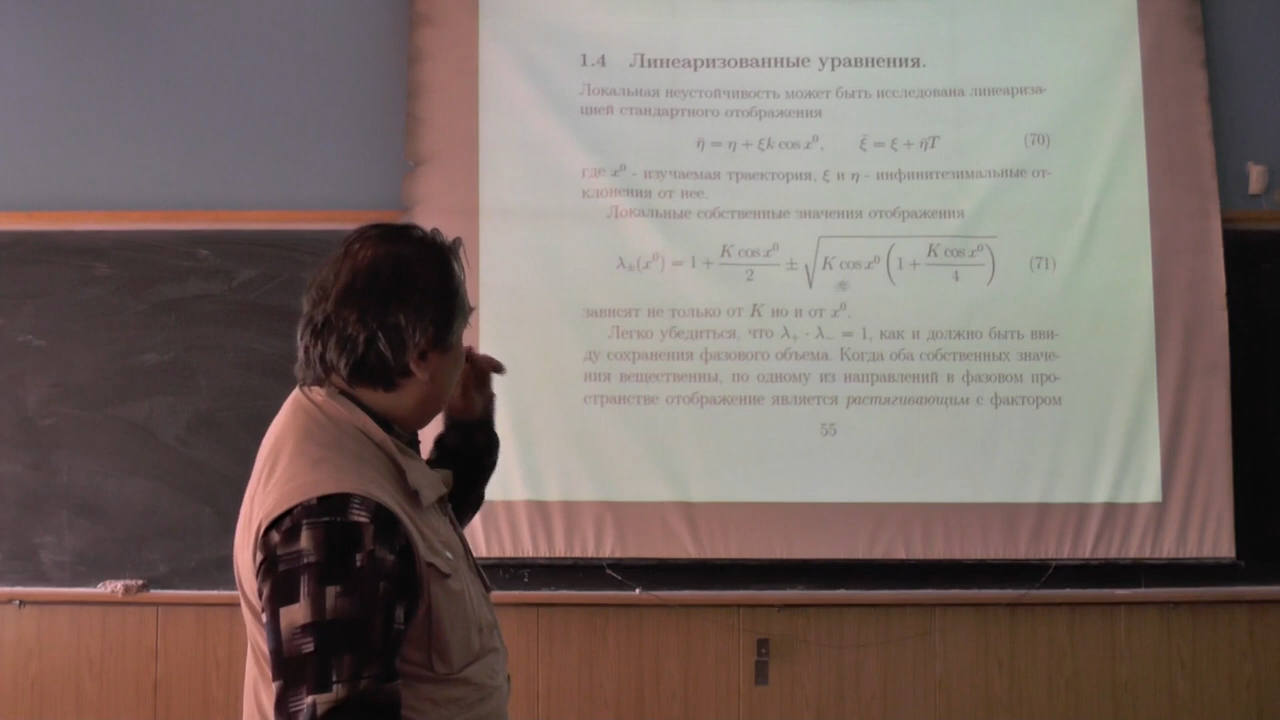 1.4 Линеаризованные уравнения.
Локальная неустойчивость может быть исследована линеариза-
цией стандартного отображения
η̄ = η + ξk cos x⁰, ξ̄ = ξ + η̄T (70)
где x⁰ - изучаемая траектория, ξ и η - инфинитезимальные от-
клонения от нее.
Локальные собственные значения отображения
λ±(x⁰) = 1 + K cos x⁰/2 ± √(K cos x⁰ (1 + K cos x⁰/4)) (71)
зависят не только от K но и от x⁰.
Легко убедиться, что λ₊ · λ₋ = 1, как и должно быть вви-
ду сохранения фазового объема. Когда оба собственных значе-
ния вещественны, по одному из направлений в фазовом про-
странстве отображение является растягивающим с фактором
55